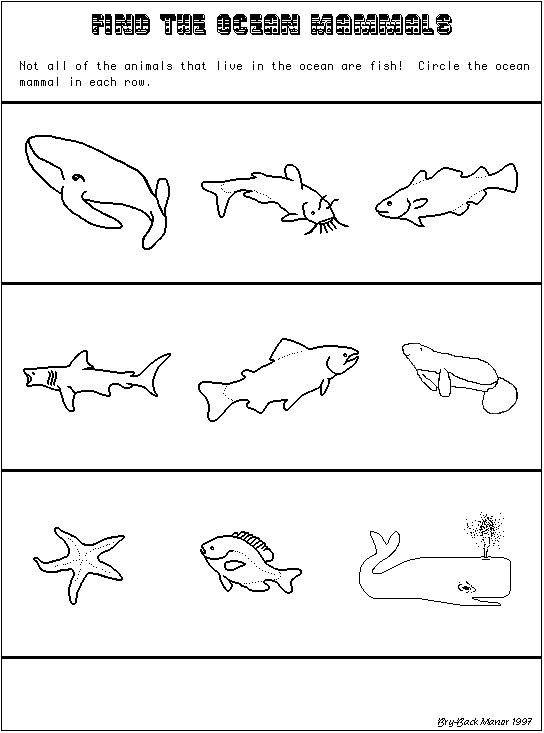 FIND THE OCEAN MAMMALS
Not all of the animals that live in the ocean are fish! Circle the ocean
mammal in each row.
Bry-Back Manor 1997